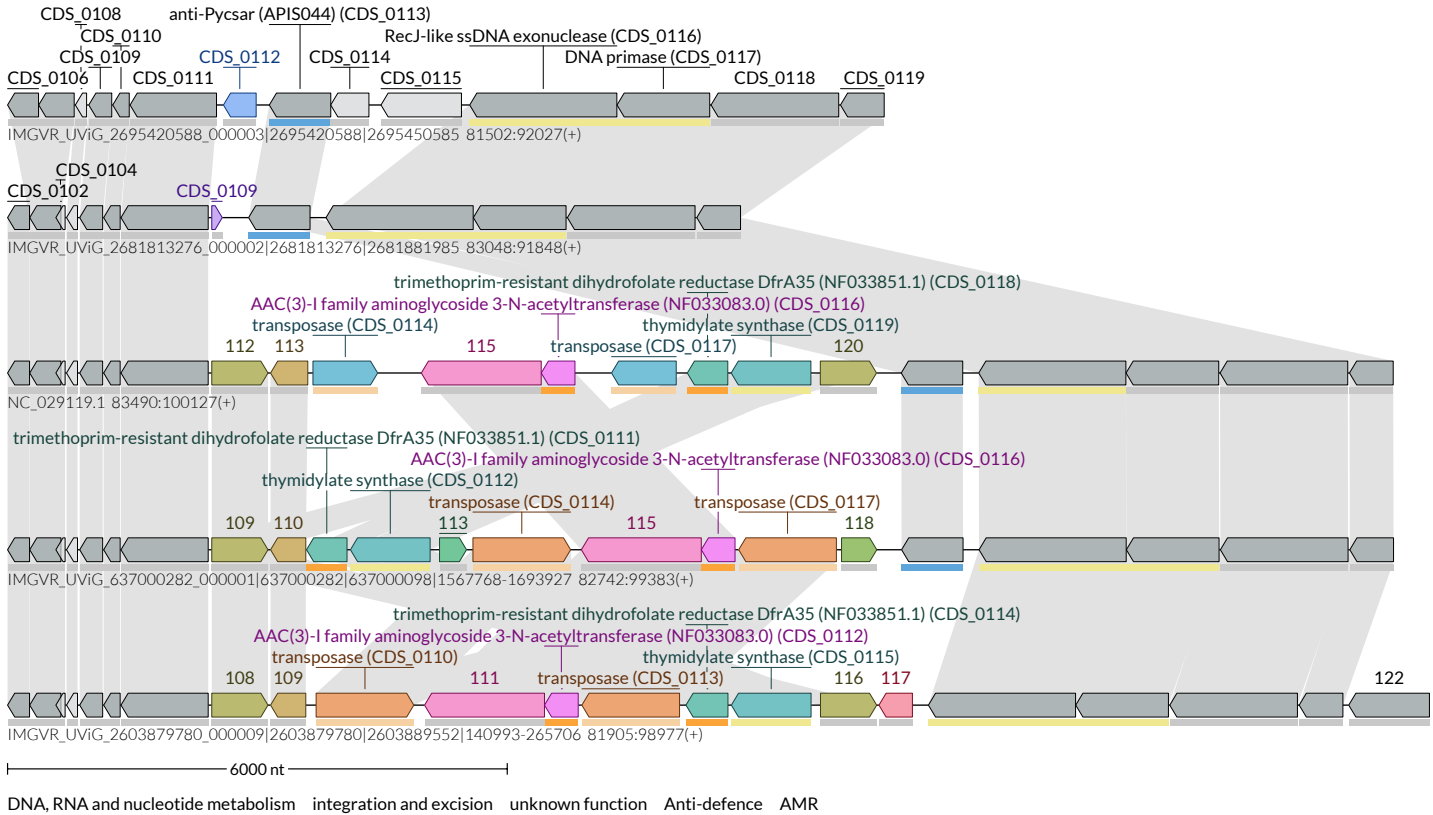 CDS_0108
anti-Pycsar (APIS044) (CDS_0113)
CDS_0110
RecJ-like ssDNA exonuclease (CDS_0116)
CDS_0109
CDS_0112
CDS_0114
DNA primase (CDS_0117)
CDS_0106
CDS_0111
CDS_0115
CDS_0118
CDS_0119
IMGVR_UViG_2695420588_000003|2695420588|2695450585 81502:92027(+)
CDS_0104
CDS_0102
CDS_0109
IMGVR_UViG_2681813276_000002|2681813276|2681881985 83048:91848(+)
trimethoprim-resistant dihydrofolate reductase DfrA35 (NF033851.1) (CDS_0118)
AAC(3)-I family aminoglycoside 3-N-acetyltransferase (NF033083.0) (CDS_0116)
transposase (CDS_0114)
thymidylate synthase (CDS_0119)
112
113
115
transposase (CDS_0117)
120
NC_029119.1 83490:100127(+)
trimethoprim-resistant dihydrofolate reductase DfrA35 (NF033851.1) (CDS_0111)
AAC(3)-I family aminoglycoside 3-N-acetyltransferase (NF033083.0) (CDS_0116)
thymidylate synthase (CDS_0112)
transposase (CDS_0114)
transposase (CDS_0117)
109
110
113
115
118
IMGVR_UViG_637000282_000001|637000282|637000098|1567768-1693927 82742:99383(+)
trimethoprim-resistant dihydrofolate reductase DfrA35 (NF033851.1) (CDS_0114)
AAC(3)-I family aminoglycoside 3-N-acetyltransferase (NF033083.0) (CDS_0112)
transposase (CDS_0110)
thymidylate synthase (CDS_0115)
108
109
111
transposase (CDS_0113)
116
117
122
IMGVR_UViG_2603879780_000009|2603879780|2603889552|140993-265706 81905:98977(+)
6000 nt
DNA, RNA and nucleotide metabolism integration and excision unknown function Anti-defence AMR